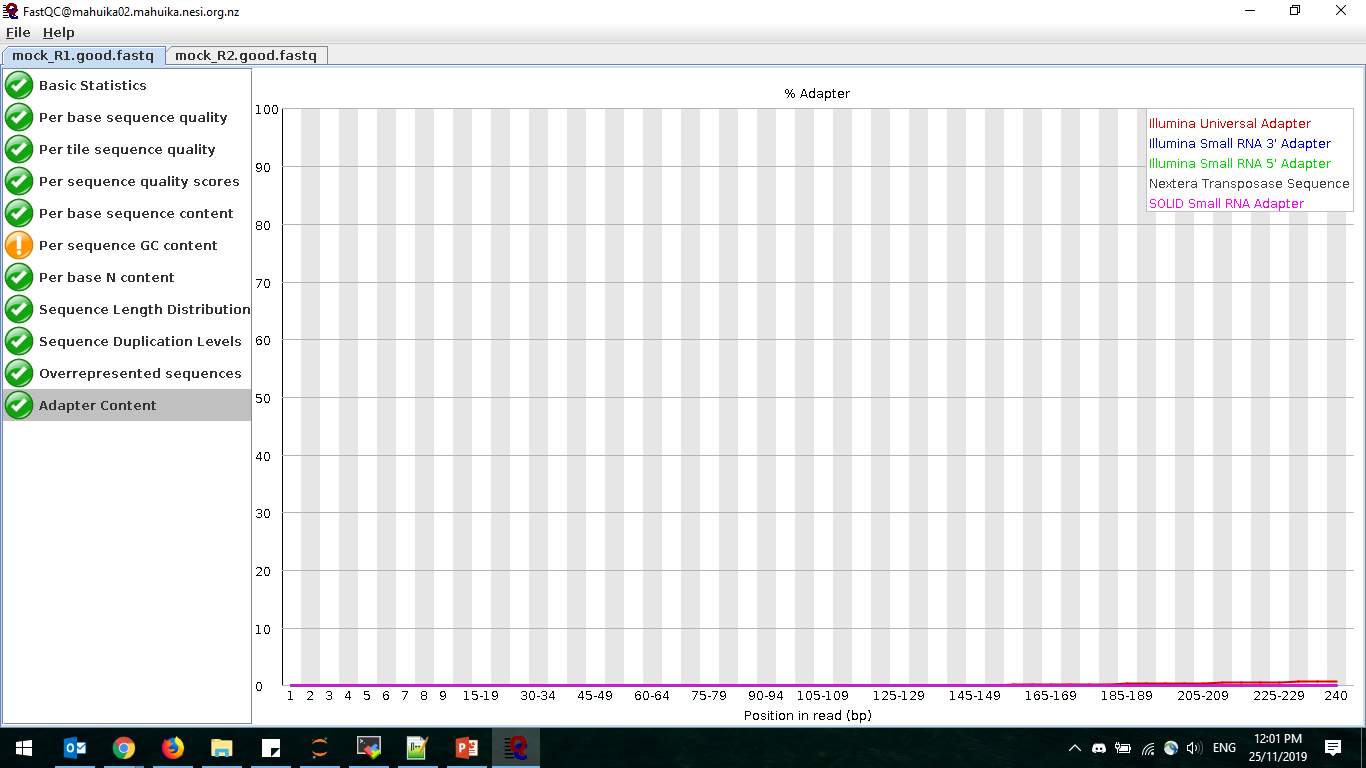 FastQC@mahuika02.mahuika.nesi.org.nz
File Help
mock_R1.good.fastq mock_R2.good.fastq
Basic Statistics
Per base sequence quality
Per tile sequence quality
Per sequence quality scores
Per base sequence content
Per sequence GC content
Per base N content
Sequence Length Distribution
Sequence Duplication Levels
Overrepresented sequences
Adapter Content
% Adapter
Illumina Universal Adapter
Illumina Small RNA 3' Adapter
Illumina Small RNA 5' Adapter
Nextera Transposase Sequence
SOLID Small RNA Adapter
100
90
80
70
60
50
40
30
20
10
0
1 2 3 4 5 6 7 8 9 15-19 30-34 45-49 60-64 75-79 90-94 105-109 125-129 145-149 165-169 185-189 205-209 225-229 240
Position in read (bp)
ENG
12:01 PM
25/11/2019